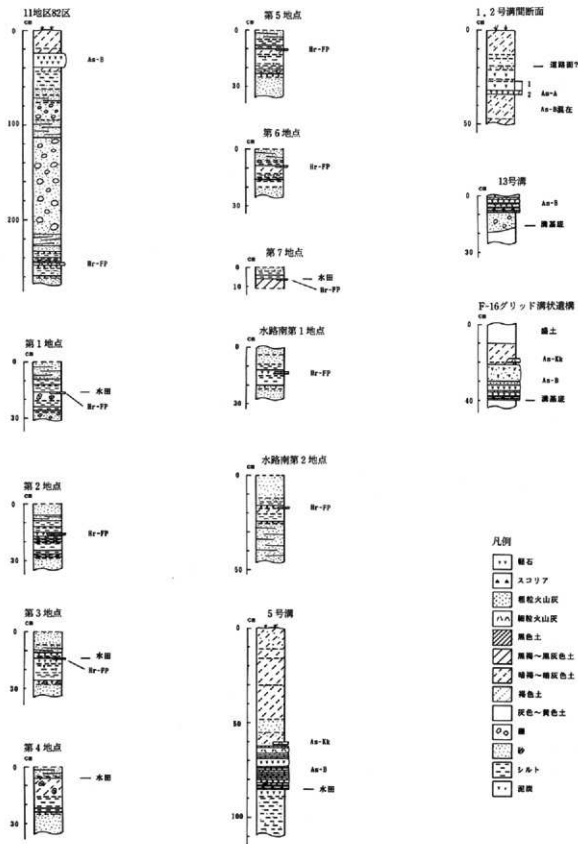 11地区82区
CM
0
As-B
100
200
Hr-FP
第1地点
CM
0
水田
Hr-FP
30
第2地点
CM
0
Hr-FP
30
第3地点
CM
0
水田
Hr-FP
30
第4地点
CM
0
水田
30
第5地点
CM
0
Hr-FP
30
第6地点
CM
0
Hr-FP
30
第7地点
CM
0
水田
Hr-FP
10
水路南第1地点
CM
0
Hr-FP
30
水路南第2地点
CM
0
Hr-FP
50
5号溝
CM
0
50
As-Kk
As-B
水田
100
1，2号溝間断面
CM
0
道路面?
1
2
As-A
As-B混在
50
13号溝
CM
0
As-B
溝基底
30
F-16グリッド溝状遺構
CM
0
盛土
As-Kk
As-B
溝基底
40
凡例
軽石
スコリア
粗粒火山灰
細粒火山灰
黒色土
黒褐～黒灰色土
暗褐～暗灰色土
褐色土
灰色～黄色土
礫
砂
シルト
泥炭